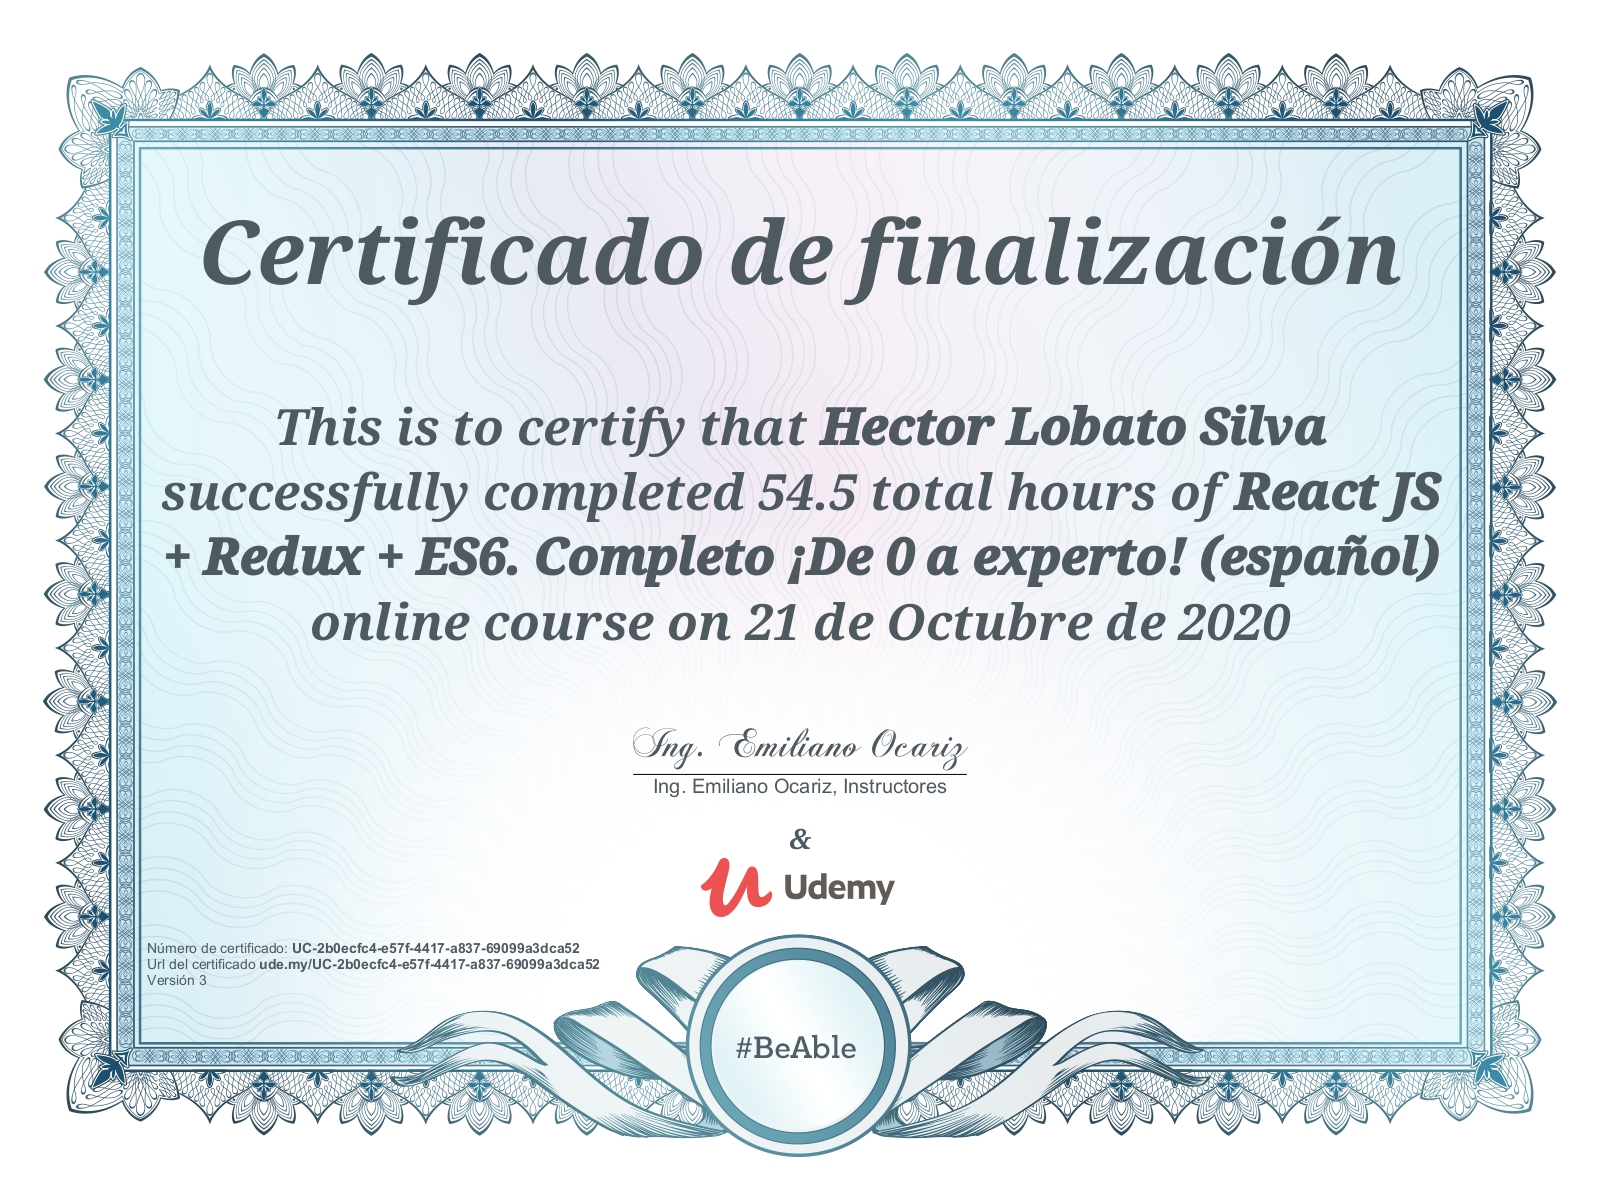 Certificado de finalización
This is to certify that Hector Lobato Silva
successfully completed 54.5 total hours of React JS
+ Redux + ES6. Completo ¡De 0 a experto! (español)
online course on 21 de Octubre de 2020
Ing. Emiliano Ocariz
Ing. Emiliano Ocariz, Instructores
&
Udemy
Número de certificado: UC-2b0ecfc4-e57f-4417-a837-69099a3dca52
Url del certificado ude.my/UC-2b0ecfc4-e57f-4417-a837-69099a3dca52
Versión 3
#BeAble